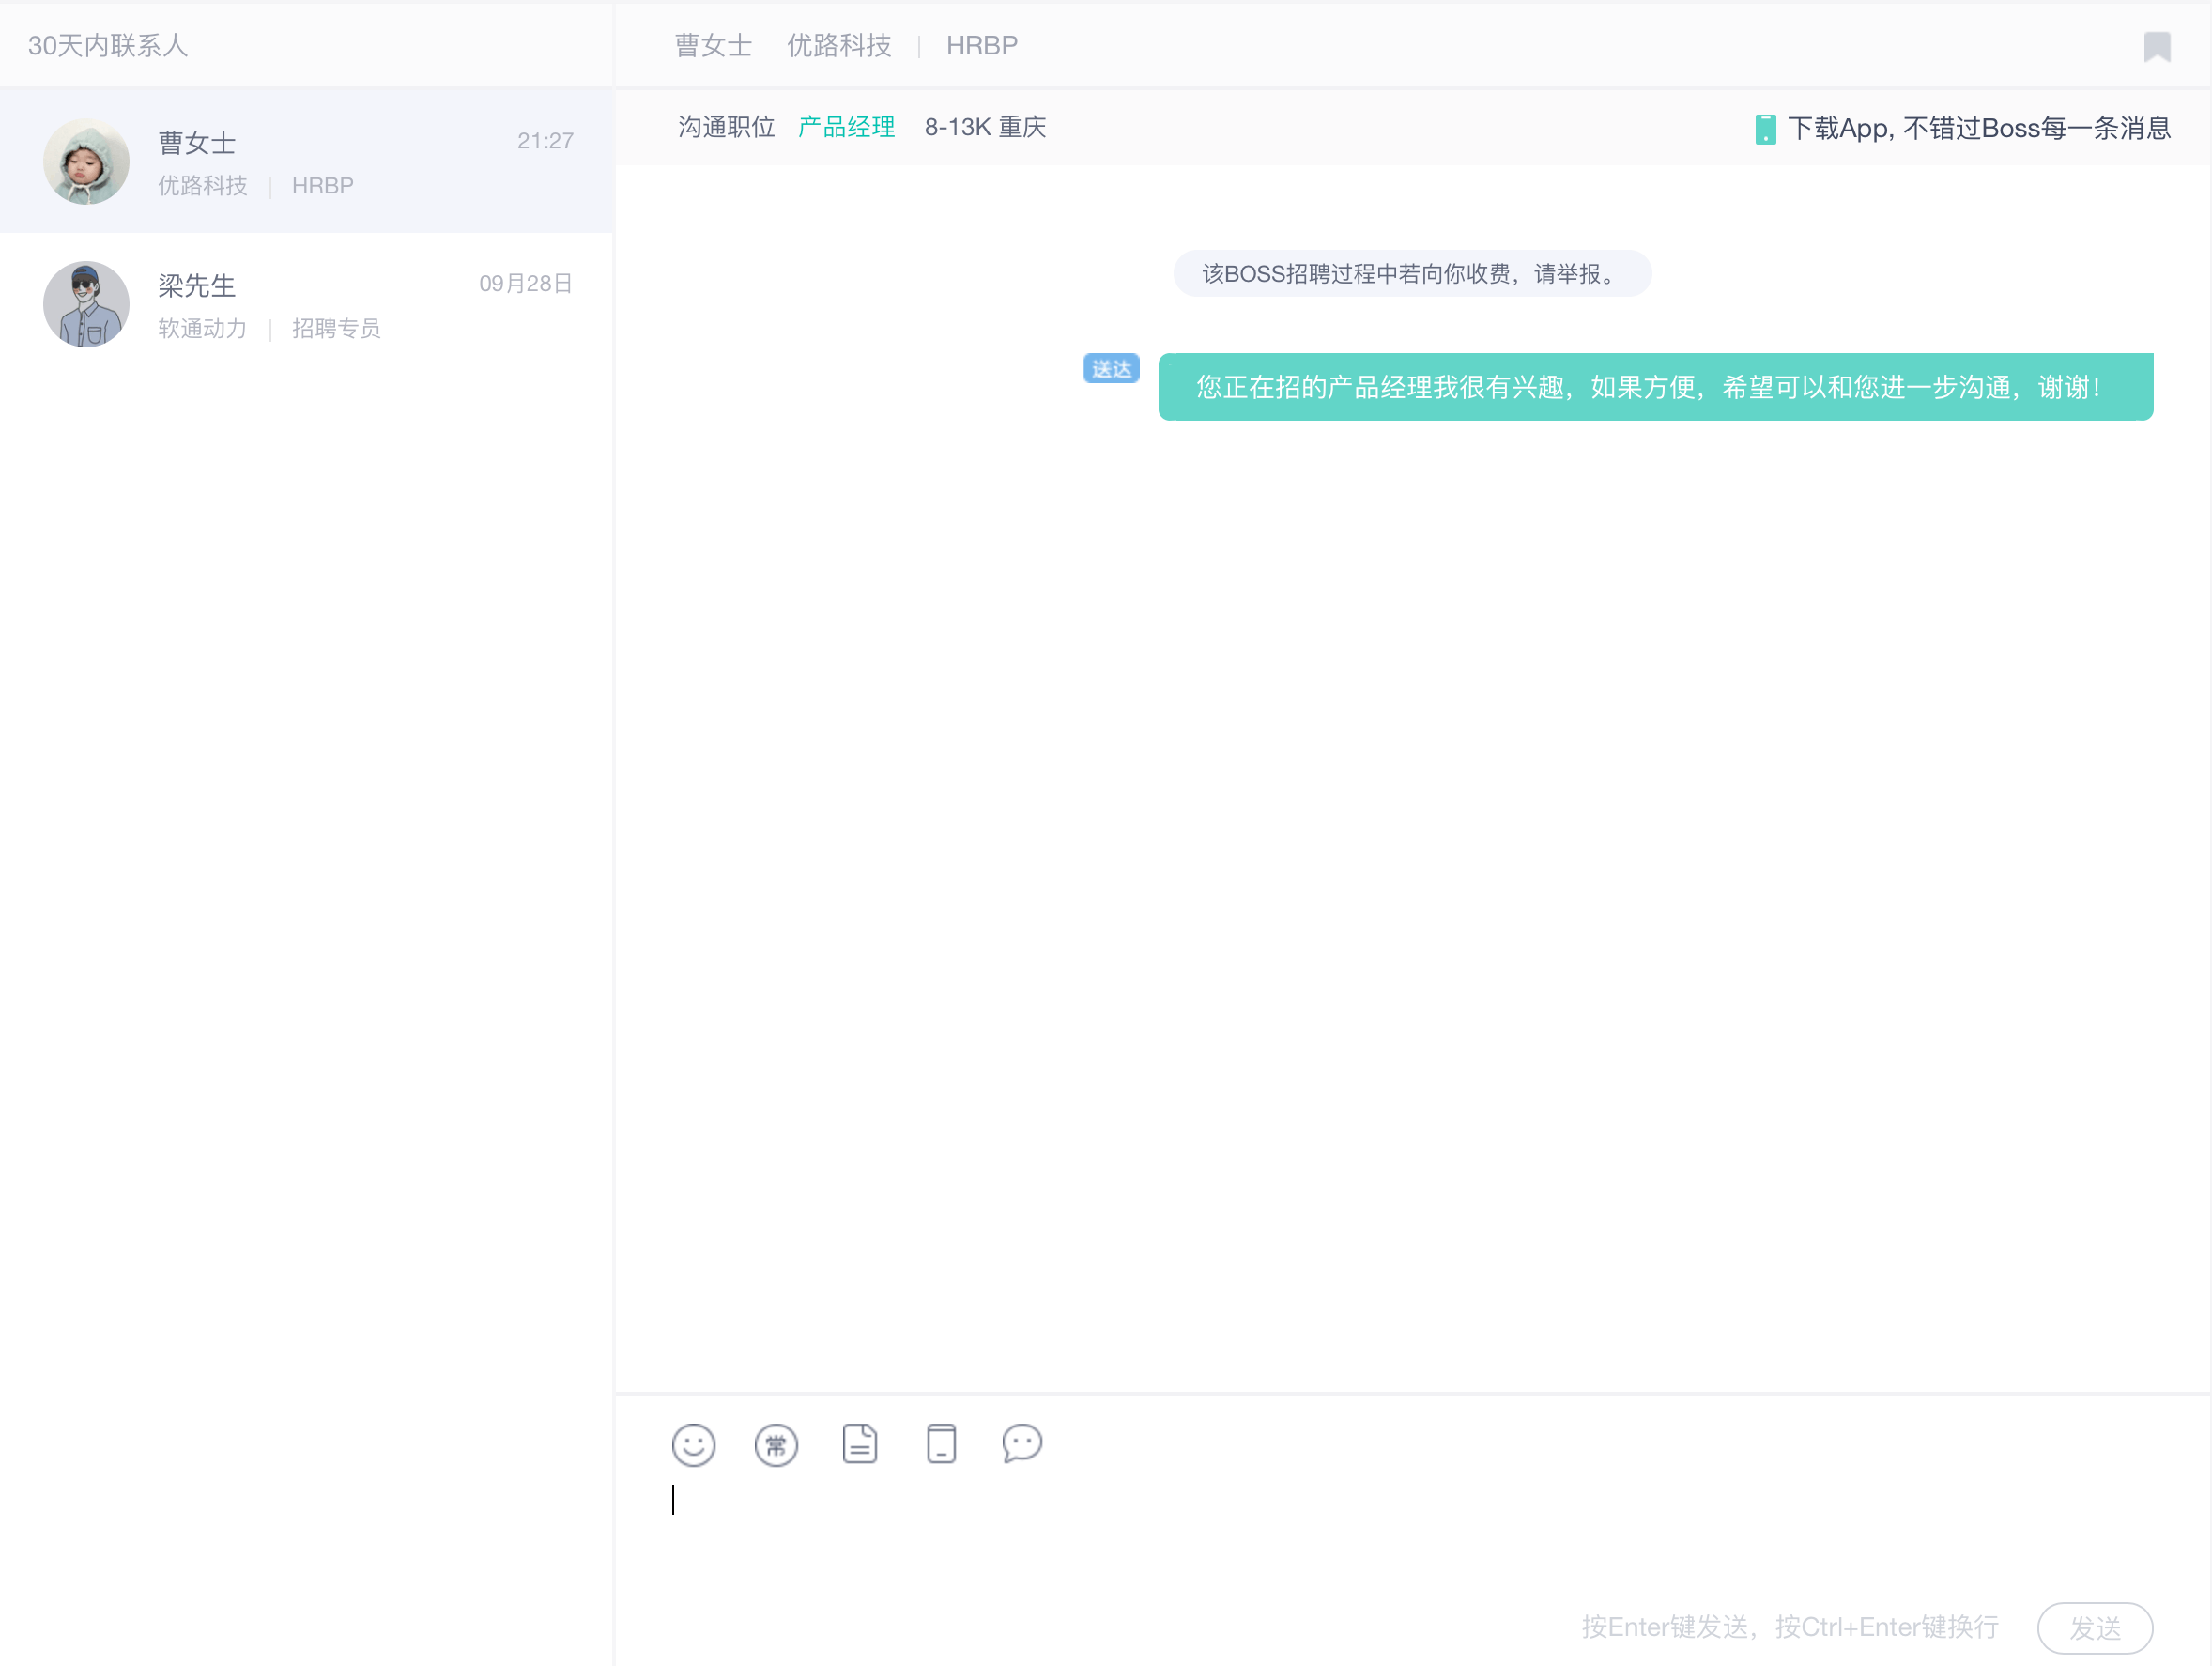 30天内联系人
曹女士 21:27
优路科技 | HRBP
梁先生 09月28日
软通动力 | 招聘专员
曹女士 优路科技 | HRBP
沟通职位 产品经理 8-13K 重庆
下载App, 不错过Boss每一条消息
该BOSS招聘过程中若向你收费，请举报。
送达 您正在招的产品经理我很有兴趣，如果方便，希望可以和您进一步沟通，谢谢！
常
按Enter键发送，按Ctrl+Enter键换行 发送